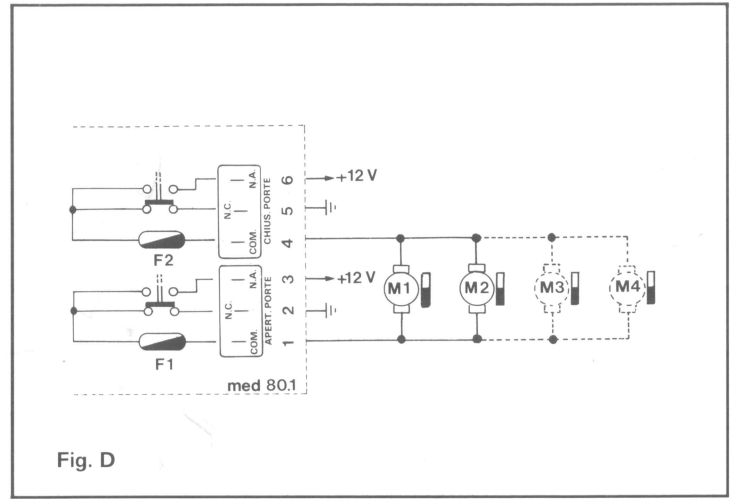 N.A.
6
+12 V
N.C.
CHIUS. PORTE
5
COM.
4
F2
N.A.
3
+12 V
N.C.
APERT. PORTE
2
COM.
1
F1
M1
M2
M3
M4
med 80.1
Fig. D